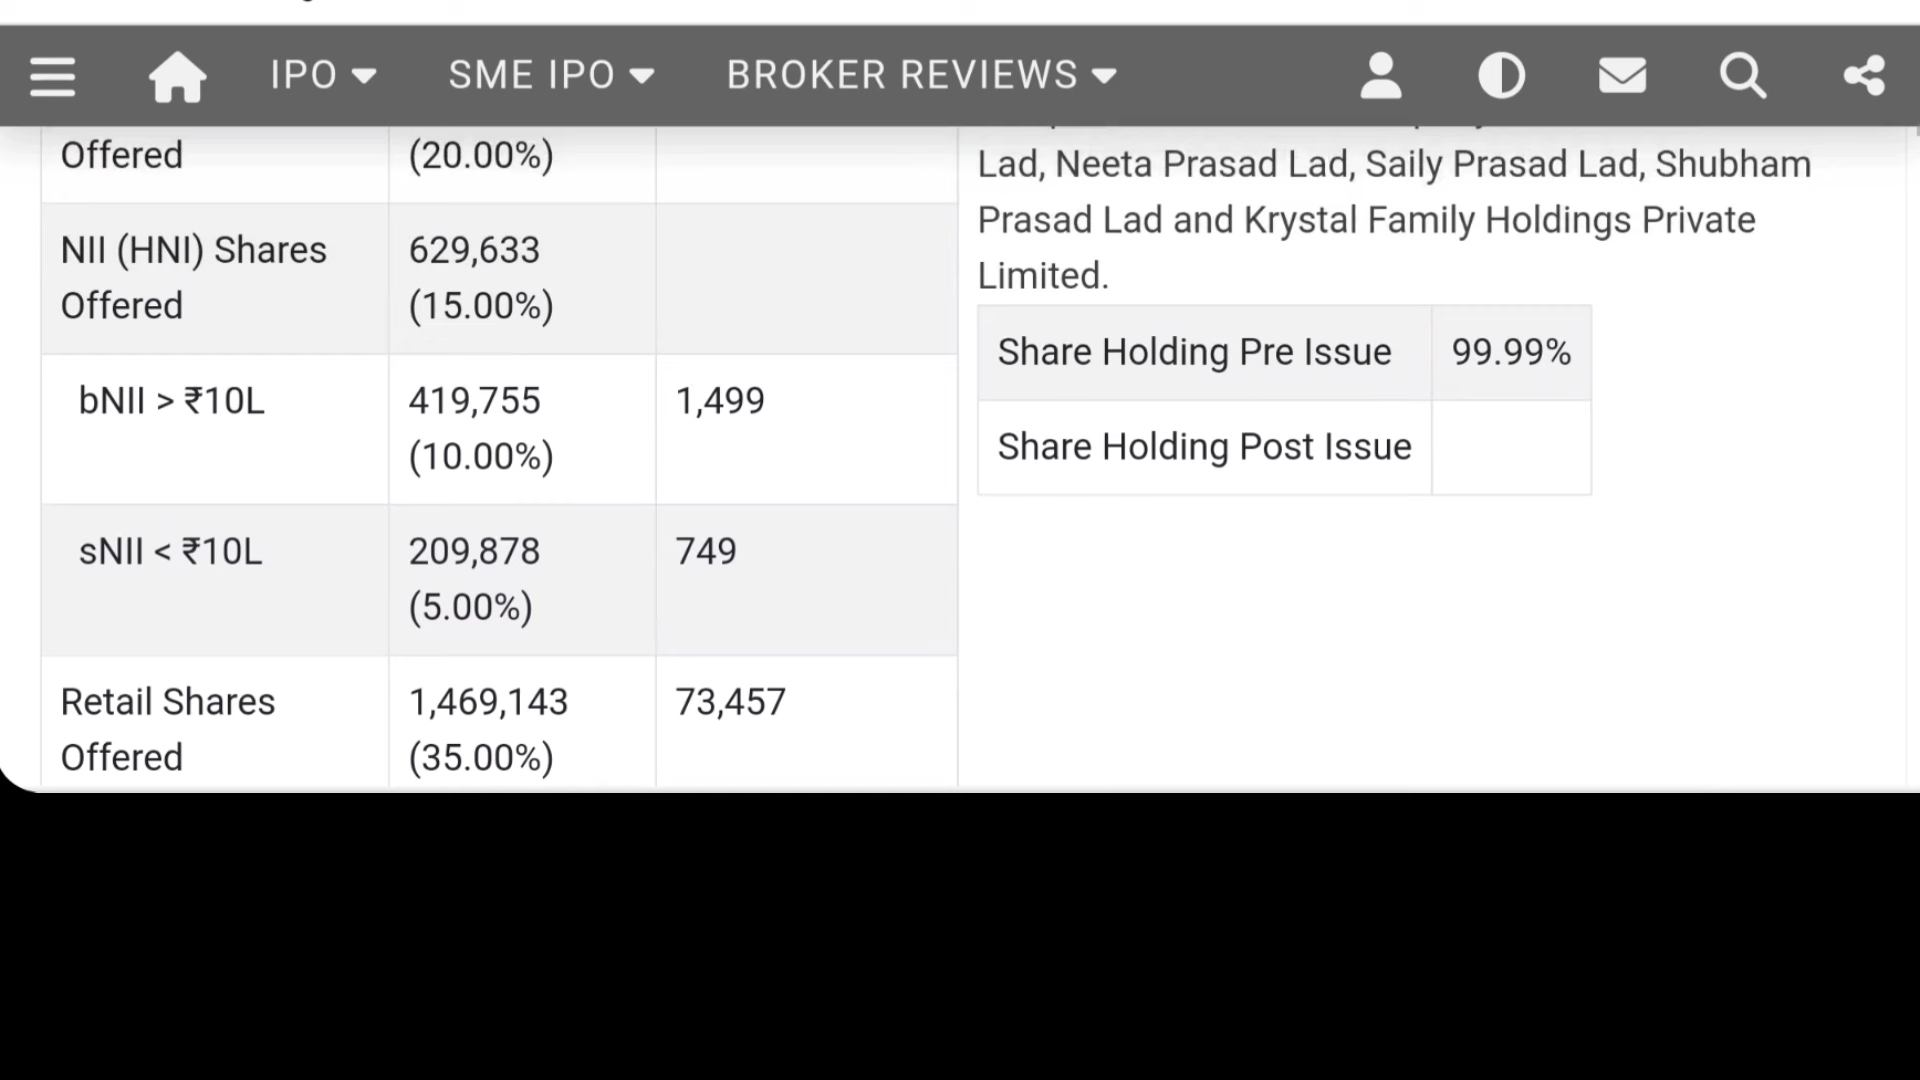 IPO SME IPO BROKER REVIEWS
Offered (20.00%)
NII (HNI) Shares 629,633
Offered (15.00%)
bNII > ₹10L 419,755 1,499
(10.00%)
sNII < ₹10L 209,878 749
(5.00%)
Retail Shares 1,469,143 73,457
Offered (35.00%)
Lad, Neeta Prasad Lad, Saily Prasad Lad, Shubham
Prasad Lad and Krystal Family Holdings Private
Limited.
Share Holding Pre Issue 99.99%
Share Holding Post Issue